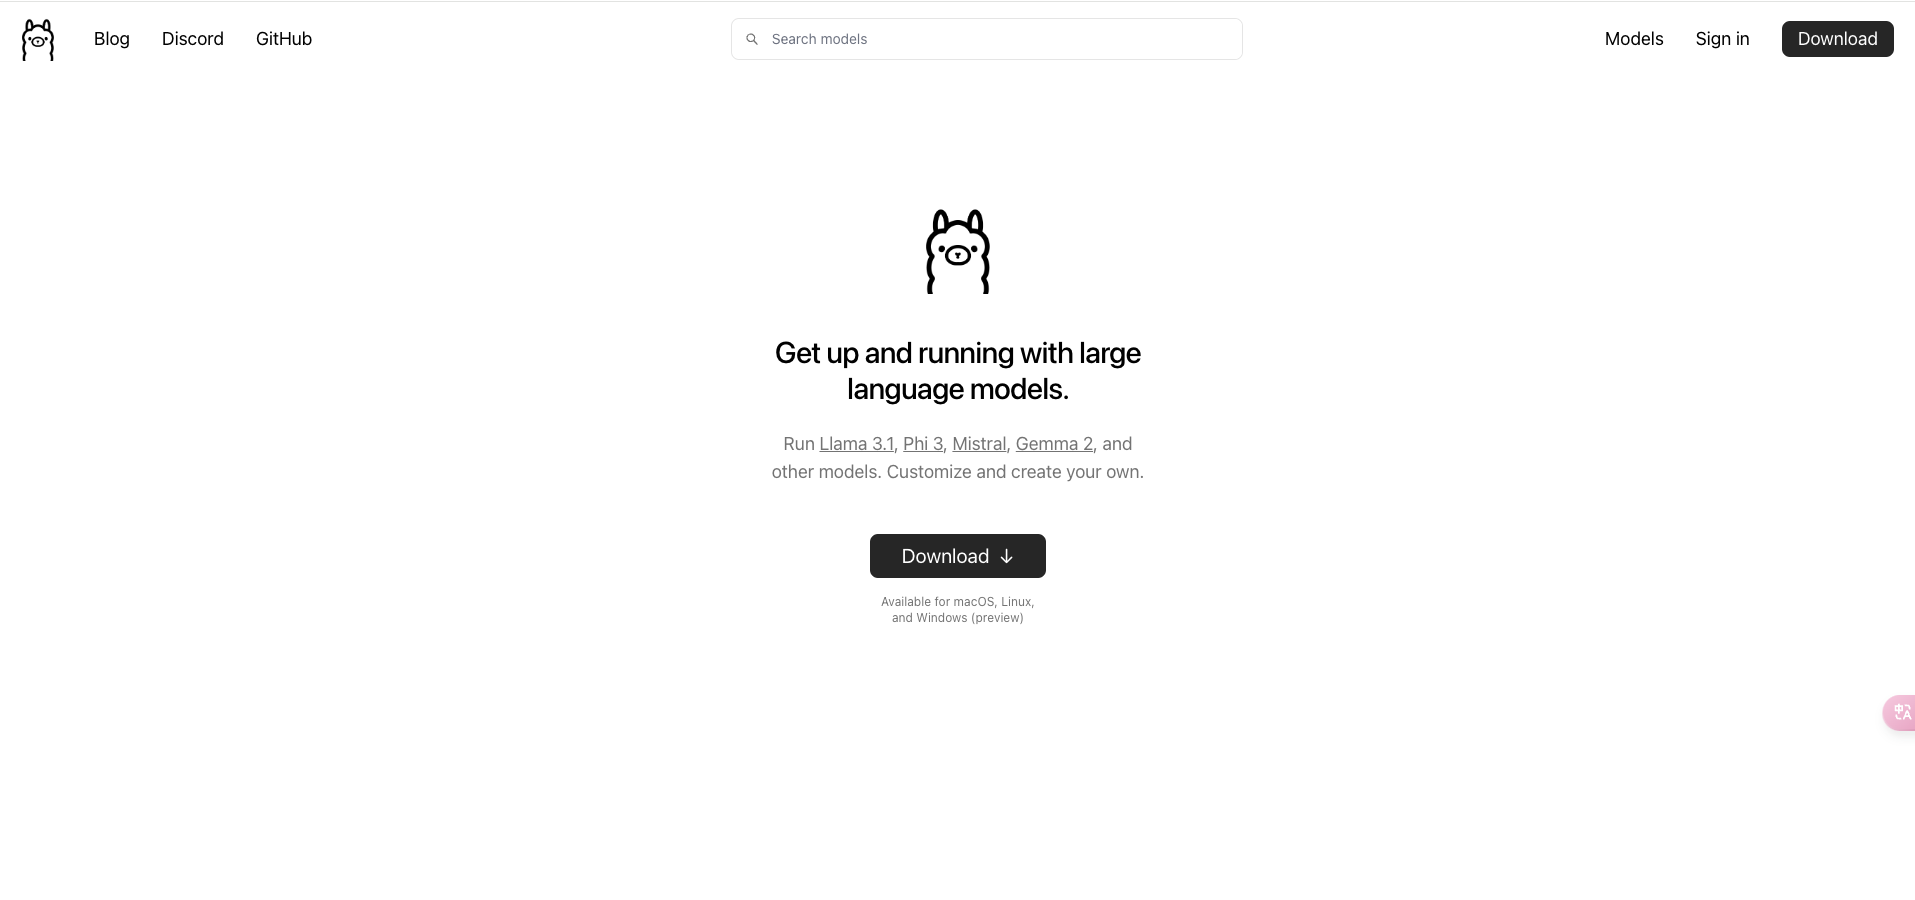 Blog Discord GitHub Search models Models Sign in Download
Get up and running with large
language models.
Run Llama 3.1, Phi 3, Mistral, Gemma 2, and
other models. Customize and create your own.
Download ↓
Available for macOS, Linux,
and Windows (preview)
中A